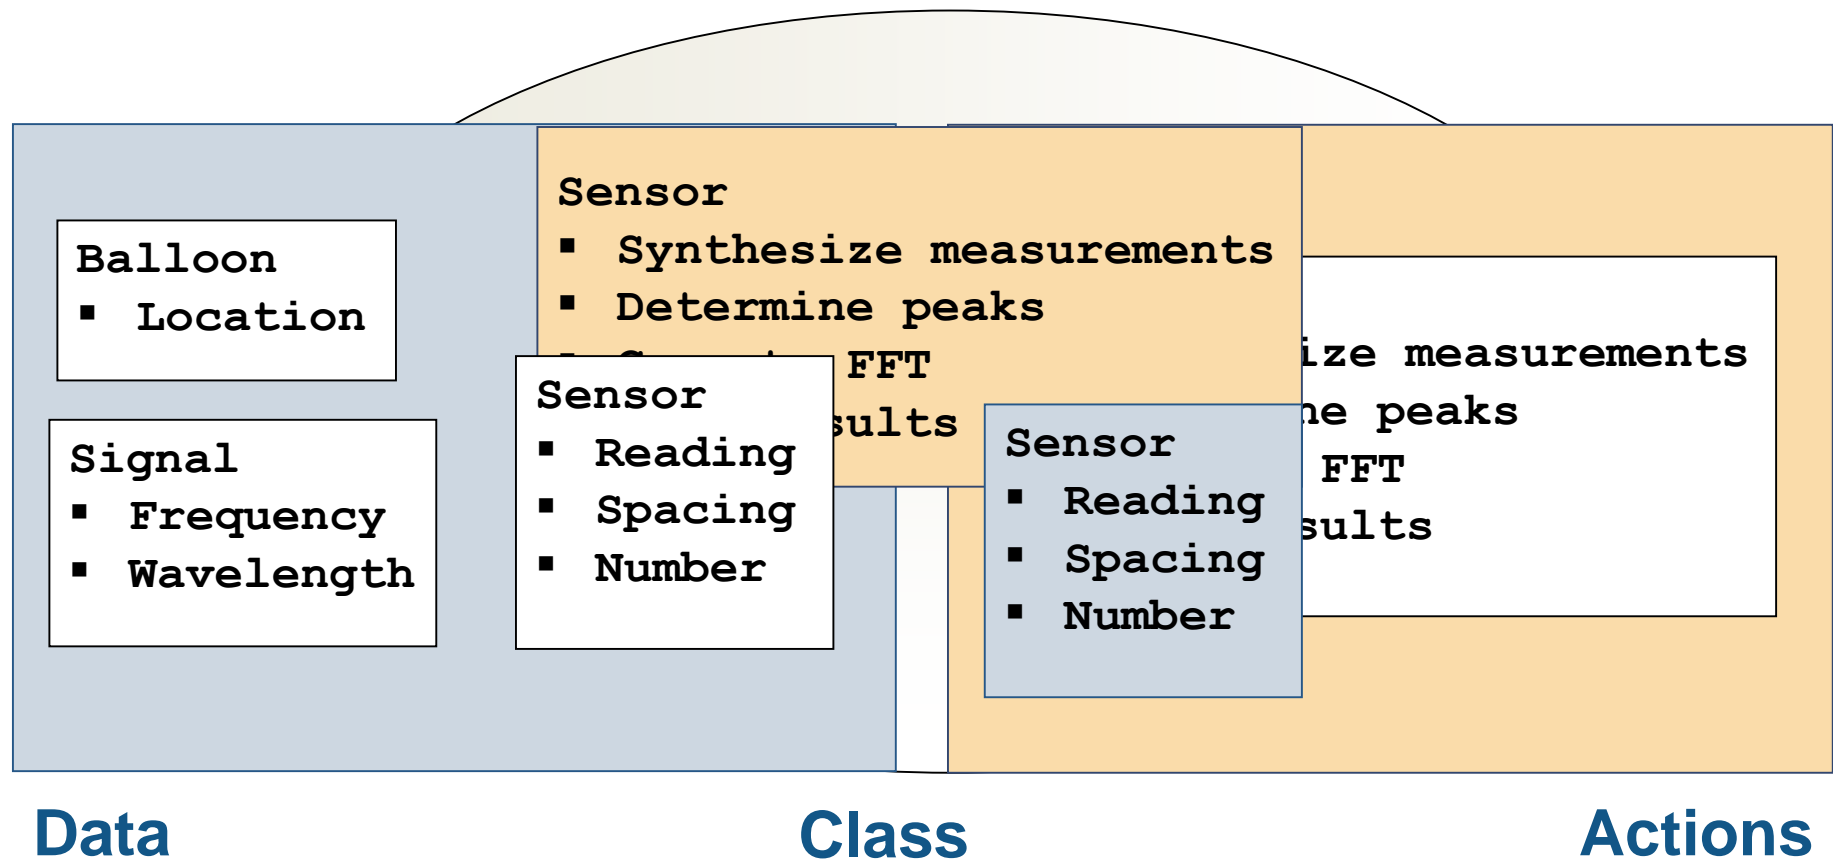 Balloon
▪ Location
Signal
▪ Frequency
▪ Wavelength
Sensor
▪ Synthesize measurements
▪ Determine peaks
▪ FFT
sults
Sensor
▪ Reading
▪ Spacing
▪ Number
Sensor
▪ Reading
▪ Spacing
▪ Number
ize measurements
ne peaks
FFT
sults
Data
Class
Actions